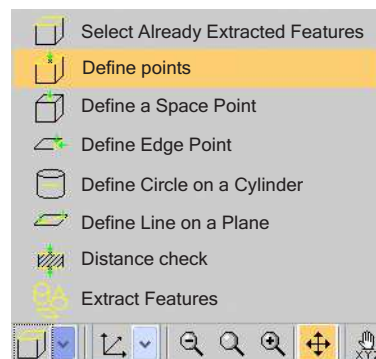 Select Already Extracted Features
Define points
Define a Space Point
Define Edge Point
Define Circle on a Cylinder
Define Line on a Plane
Distance check
Extract Features
XYZ